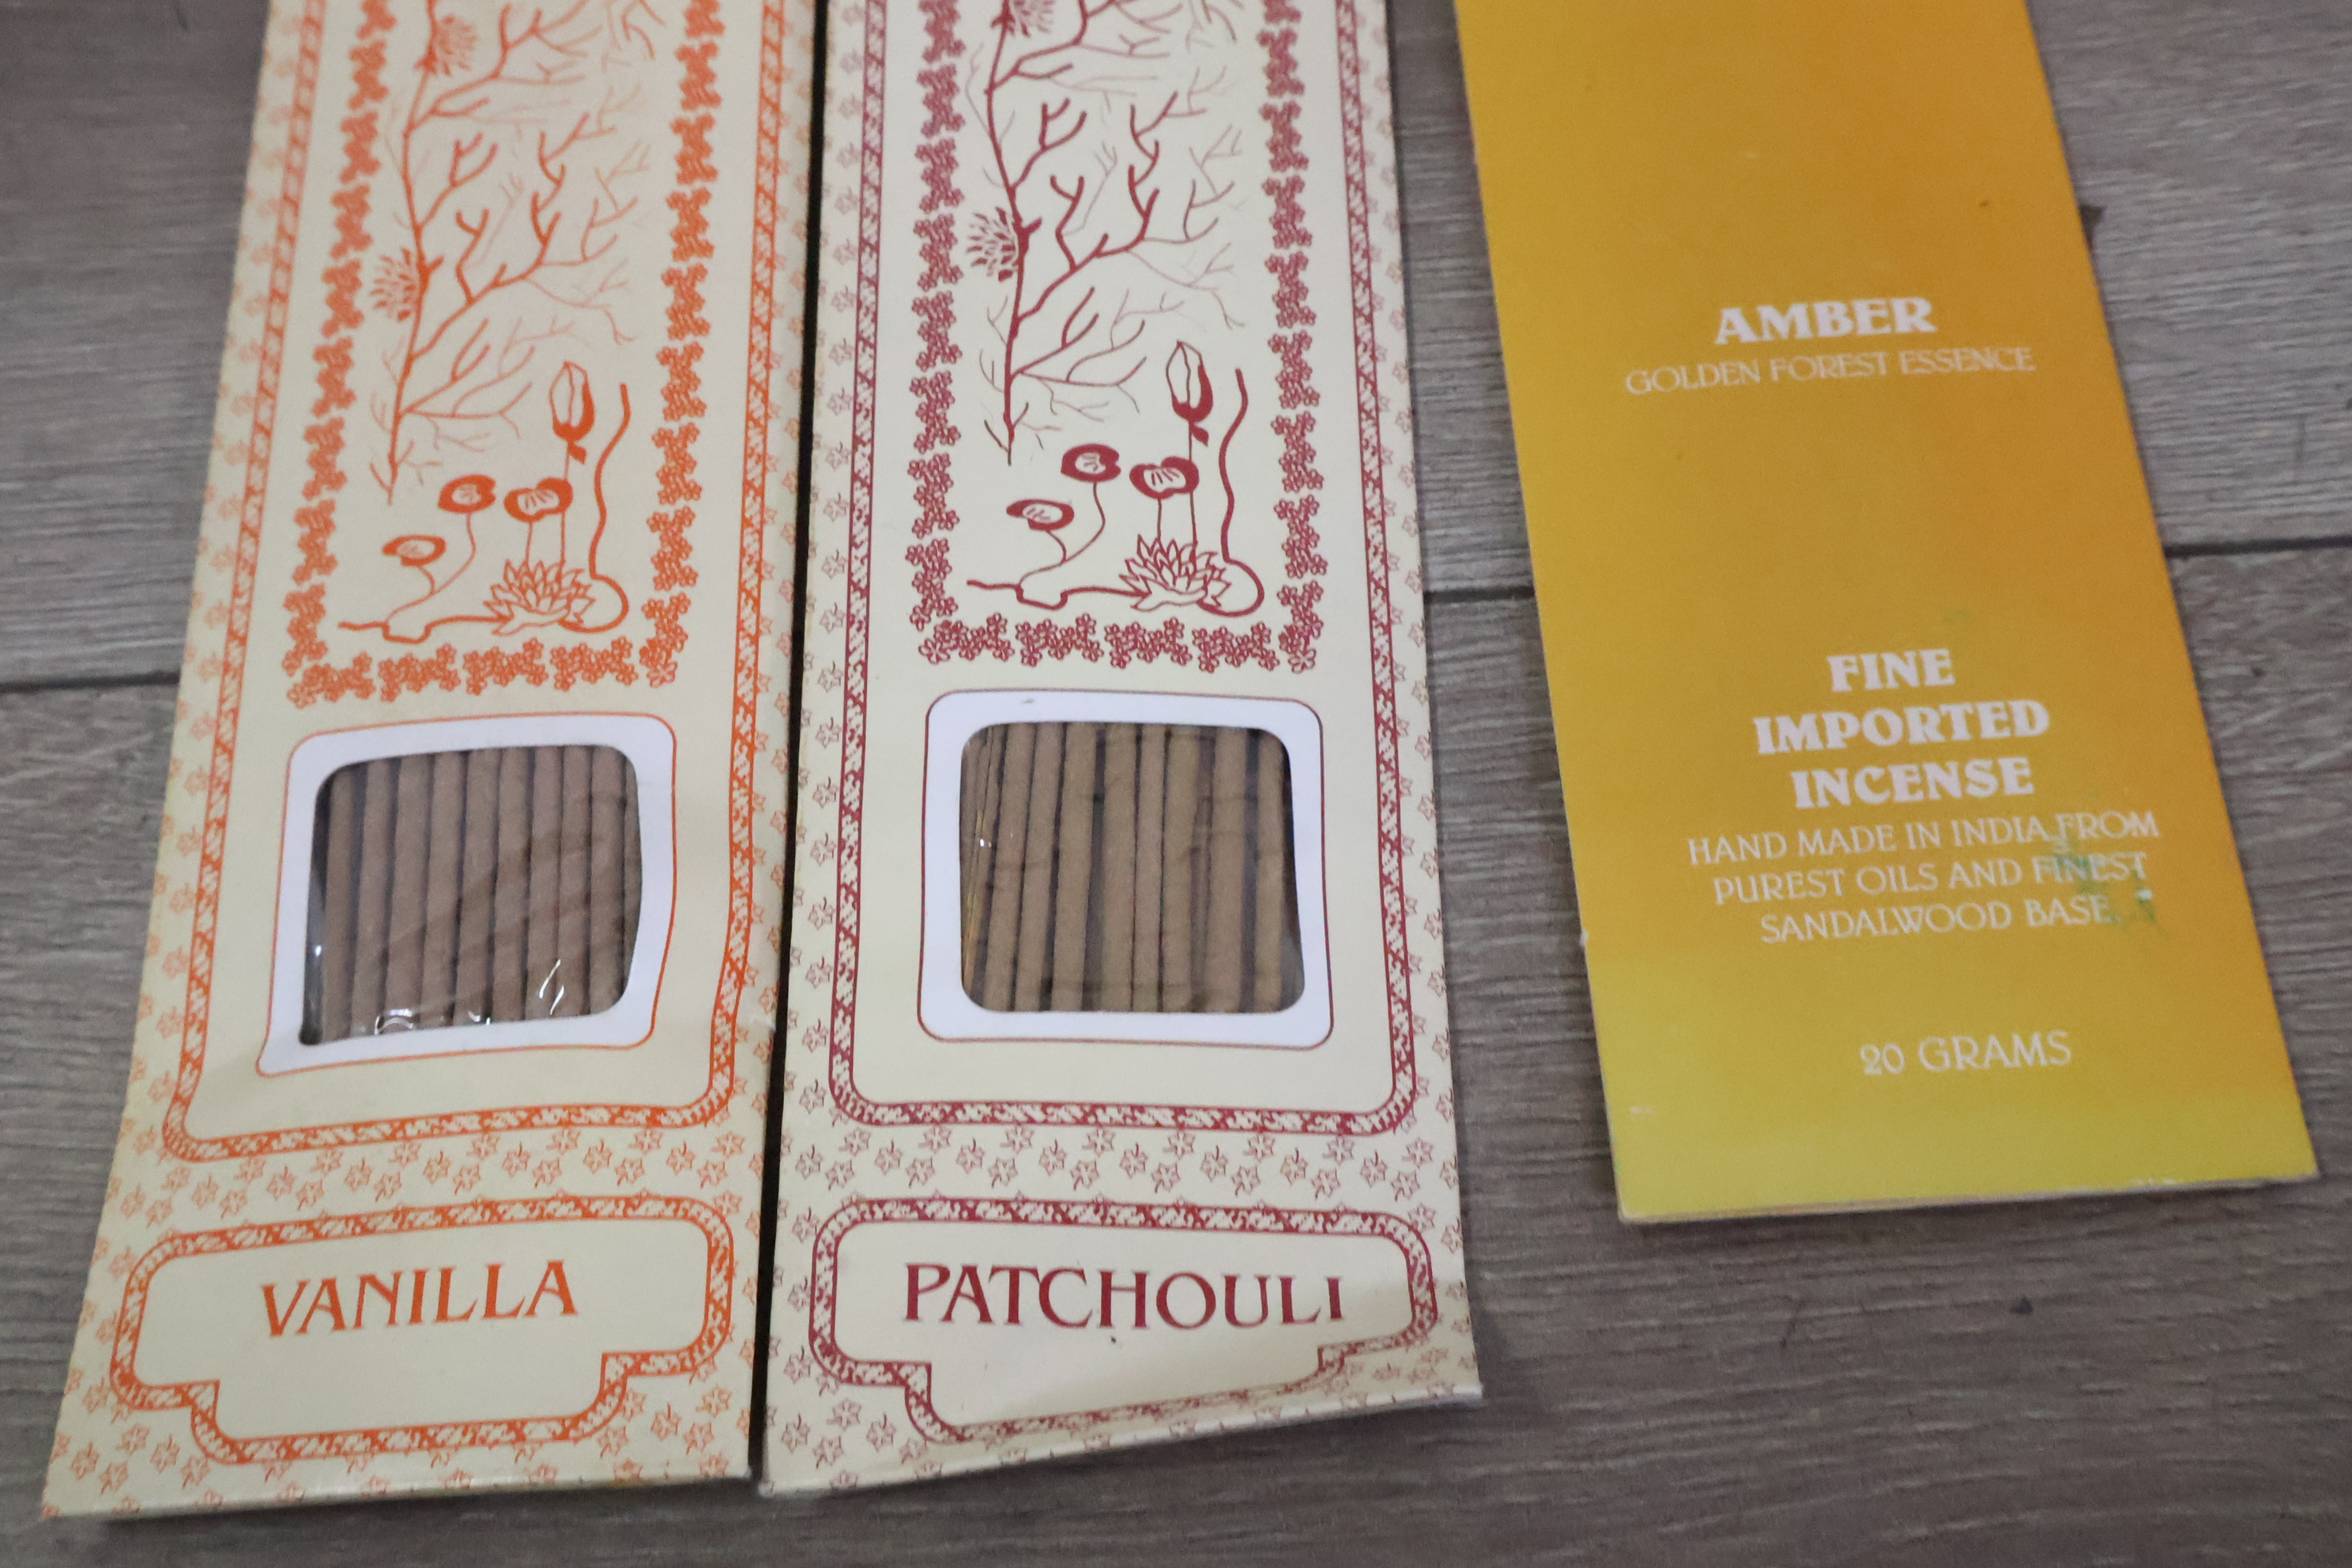 VANILLA
PATCHOULI
AMBER
GOLDEN FOREST ESSENCE
FINE
IMPORTED
INCENSE
HAND MADE IN INDIA FROM
PUREST OILS AND FINEST
SANDALWOOD BASE
20 GRAMS